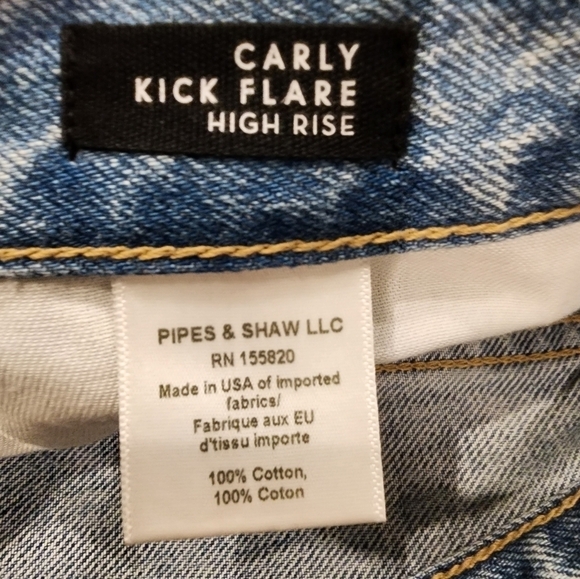 CARLY
KICK FLARE
HIGH RISE
PIPES & SHAW LLC
RN 155820
Made in USA of imported
fabrics/
Fabrique aux EU
d'tissu importe
100% Cotton,
100% Coton